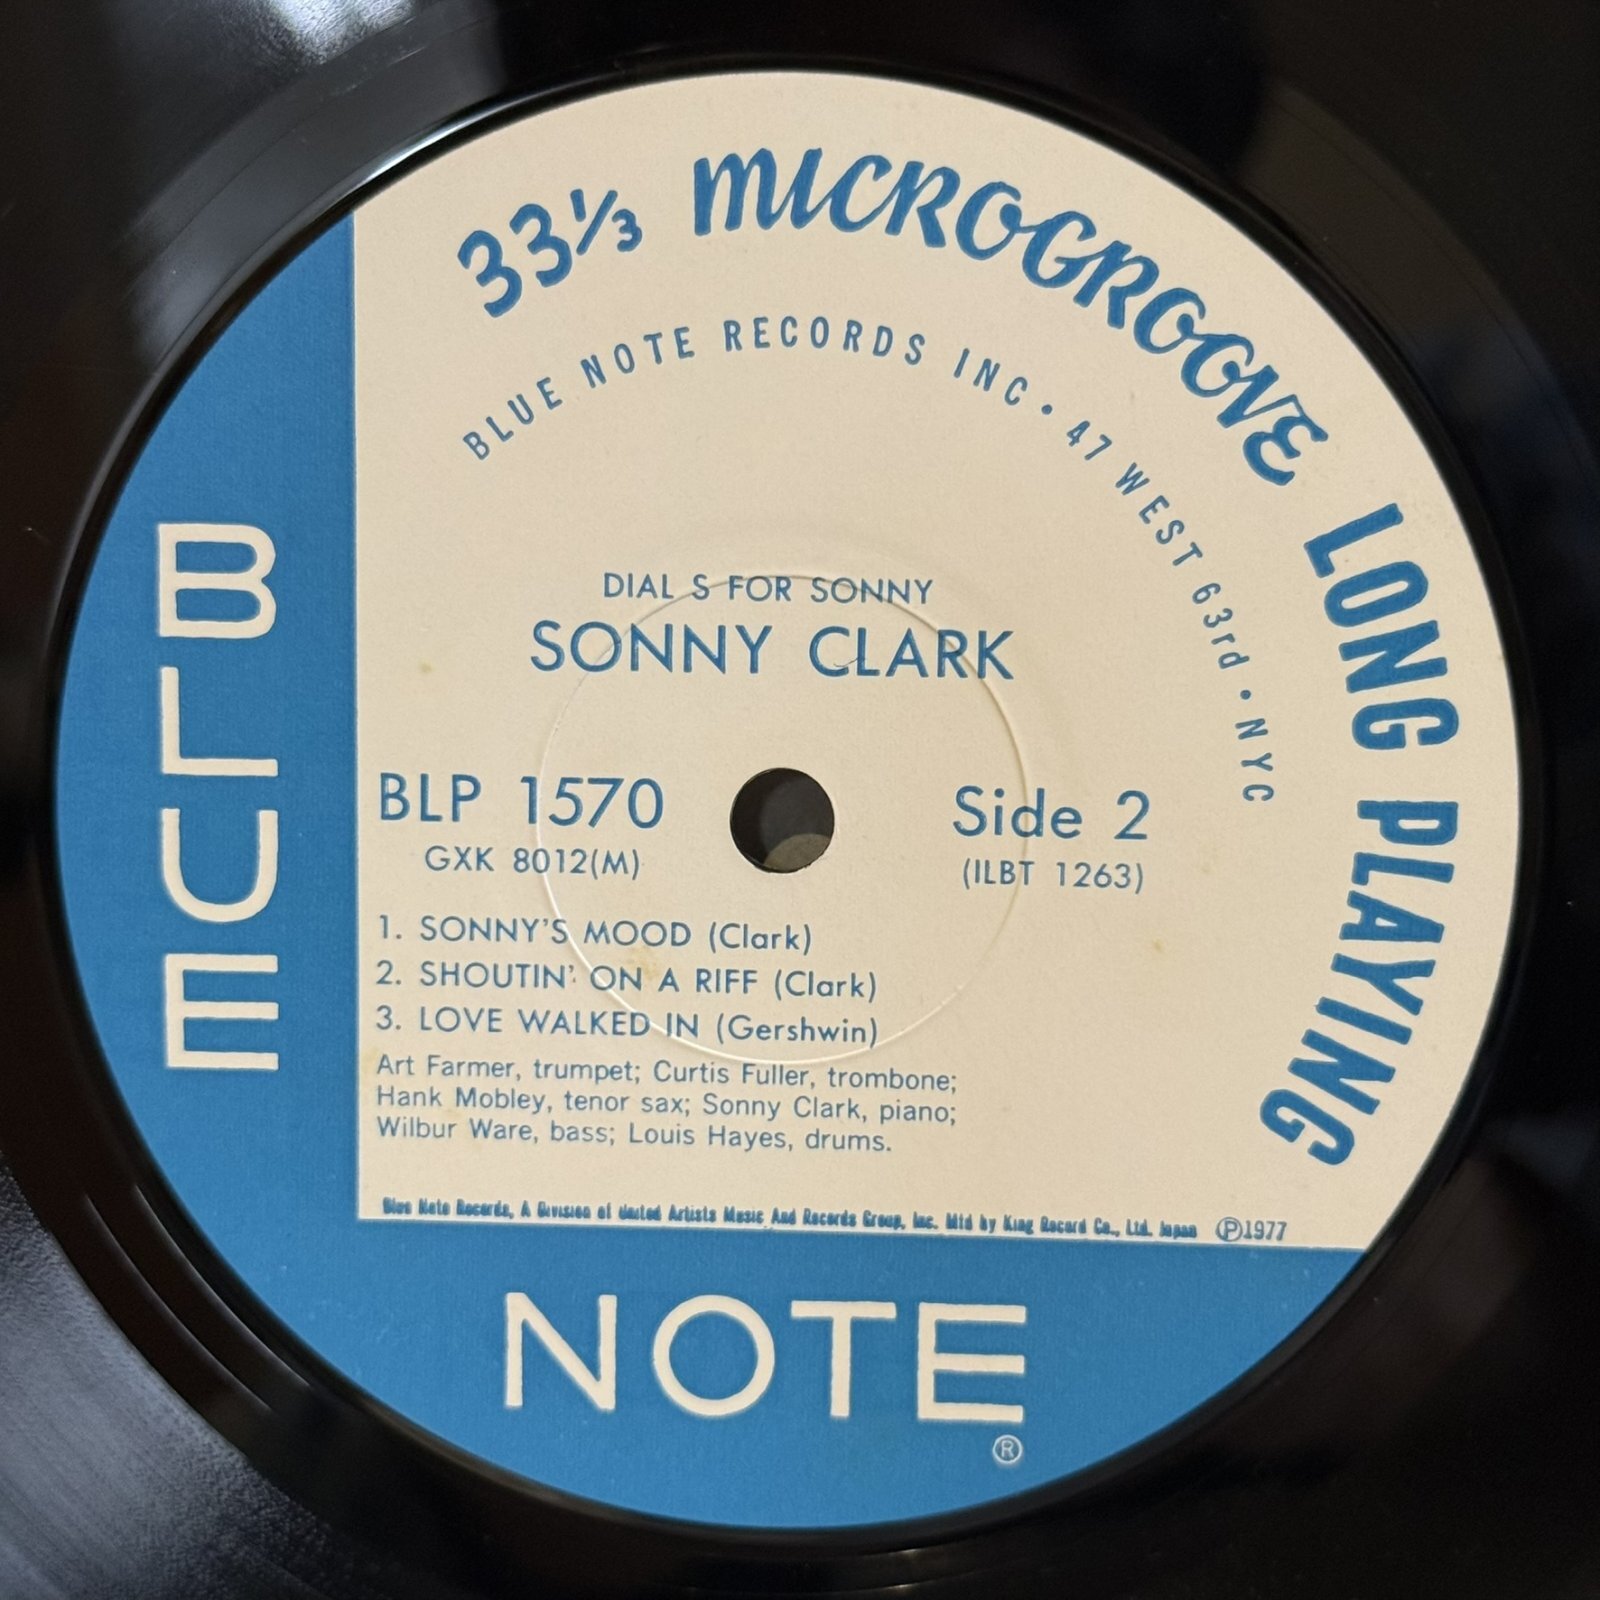 33⅓ MICROGROOVE LONG PLAYING
BLUE NOTE RECORDS INC • 47 WEST 63rd • NYC
DIAL S FOR SONNY
SONNY CLARK
BLP 1570
GXK 8012(M)
Side 2
(ILBT 1263)
1. SONNY'S MOOD (Clark)
2. SHOUTIN' ON A RIFF (Clark)
3. LOVE WALKED IN (Gershwin)
Art Farmer, trumpet; Curtis Fuller, trombone;
Hank Mobley, tenor sax; Sonny Clark, piano;
Wilbur Ware, bass; Louis Hayes, drums.
Blue Note Records, A Division of United Artists Music And Records Group, Inc. Mfd by King Record Co., Ltd. Japan ℗1977
BLUE
NOTE
®